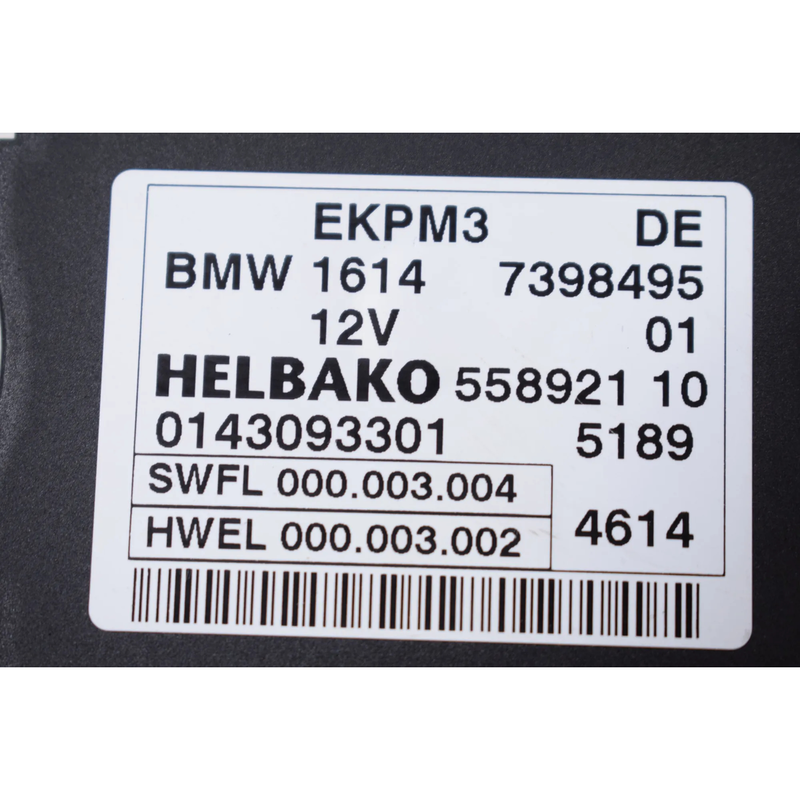 EKPM3 DE
BMW 1614 7398495
12V 01
HELBAKO 558921 10
0143093301 5189
SWFL 000.003.004
HWEL 000.003.002 4614